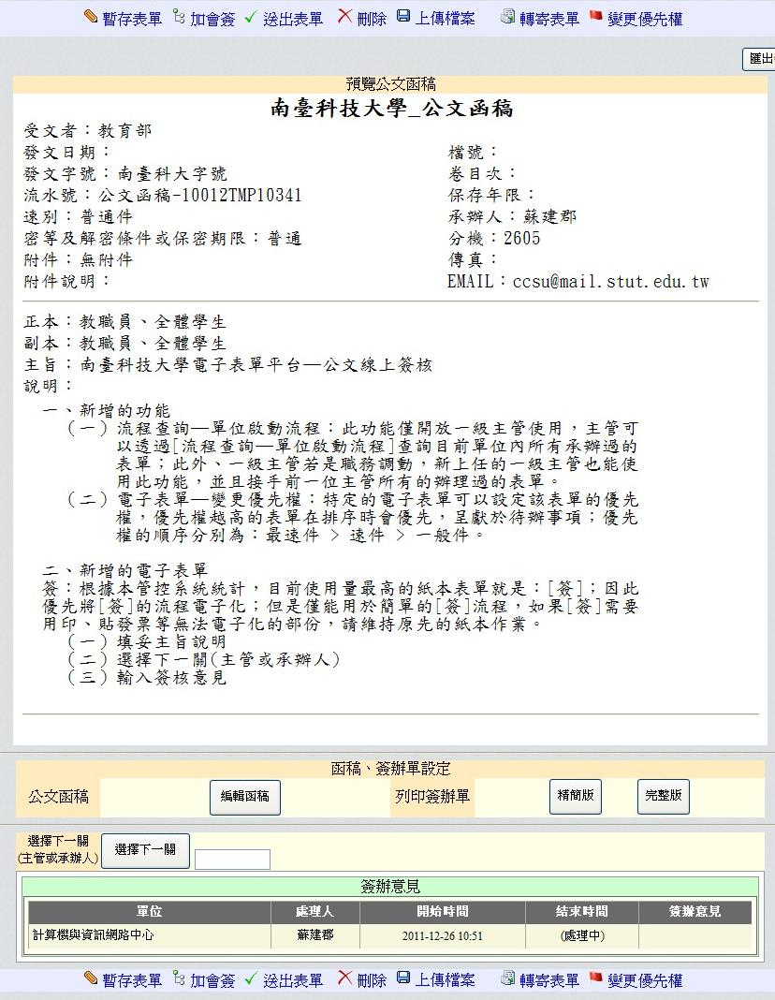 暫存表單 加會簽 送出表單 刪除 上傳檔案 轉寄表單 變更優先權
匯出
預覽公文函稿
南臺科技大學_公文函稿
受文者：教育部
發文日期： 檔號：
發文字號：南臺科大字號 卷目次：
流水號：公文函稿-10012TMP10341 保存年限：
速別：普通件 承辦人：蘇建郡
密等及解密條件或保密期限：普通 分機：2605
附件：無附件 傳真：
附件說明： EMAIL：ccsu@mail.stut.edu.tw
正本：教職員、全體學生
副本：教職員、全體學生
主旨：南臺科技大學電子表單平台—公文線上簽核
說明：
一、新增的功能
（一）流程查詢—單位啟動流程：此功能僅開放一級主管使用，主管可
以透過[流程查詢—單位啟動流程]查詢目前單位內所有承辦過的
表單；此外、一級主管若是職務調動，新上任的一級主管也能使
用此功能，並且接手前一位主管所有的辦理過的表單。
（二）電子表單—變更優先權：特定的電子表單可以設定該表單的優先
權，優先權越高的表單在排序時會優先，呈獻於待辦事項；優先
權的順序分別為：最速件 > 速件 > 一般件。
二、新增的電子表單
簽：根據本管控系統統計，目前使用量最高的紙本表單就是：[簽]；因此
優先將[簽]的流程電子化；但是僅能用於簡單的[簽]流程，如果[簽]需要
用印、貼發票等無法電子化的部份，請維持原先的紙本作業。
（一）填妥主旨說明
（二）選擇下一關(主管或承辦人)
（三）輸入簽核意見
函稿、簽辦單設定
公文函稿 編輯函稿 列印簽辦單 精簡版 完整版
選擇下一關
(主管或承辦人) 選擇下一關
簽辦意見
單位 處理人 開始時間 結束時間 簽辦意見
計算機與資訊網路中心 蘇建郡 2011-12-26 10:51 (處理中)
暫存表單 加會簽 送出表單 刪除 上傳檔案 轉寄表單 變更優先權